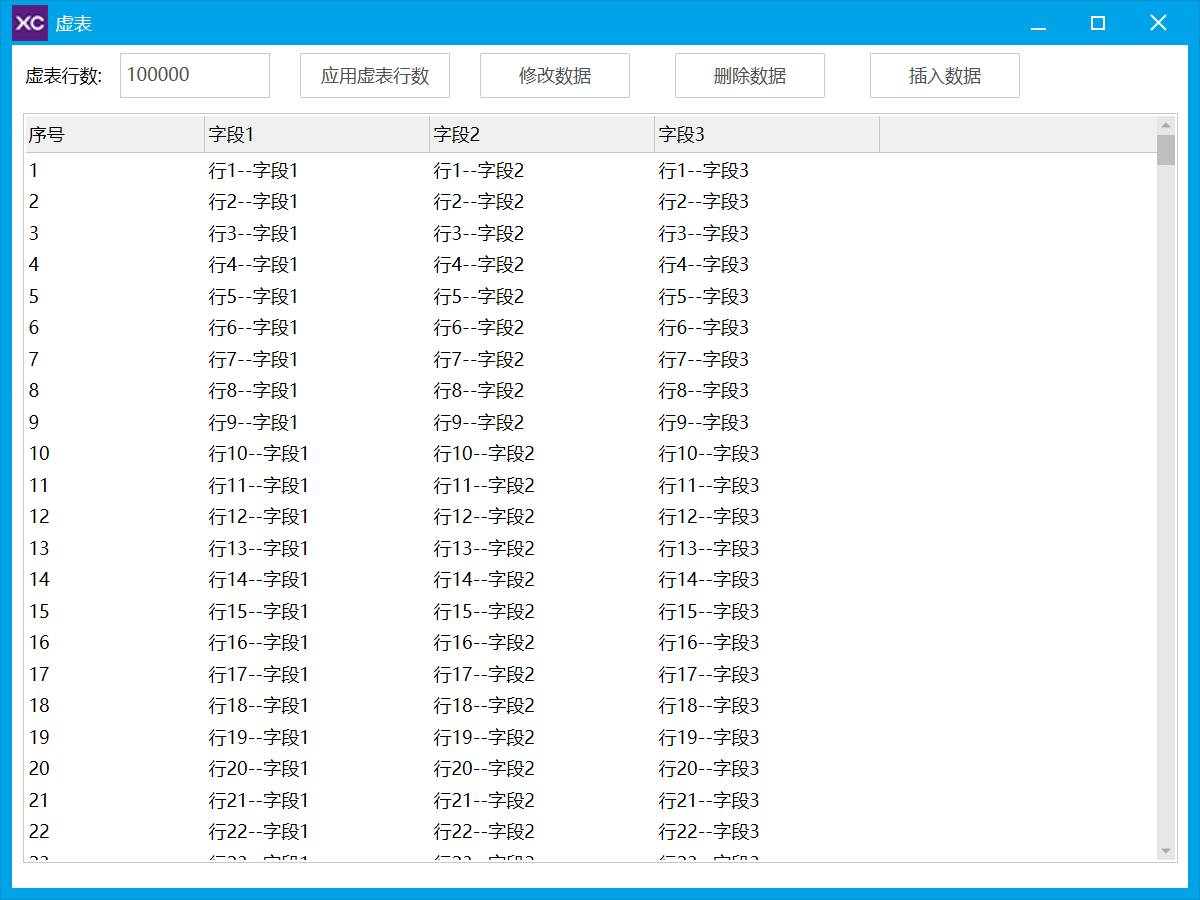 XC 虚表
虚表行数: 100000 应用虚表行数 修改数据 删除数据 插入数据
序号 字段1 字段2 字段3
1 行1--字段1 行1--字段2 行1--字段3
2 行2--字段1 行2--字段2 行2--字段3
3 行3--字段1 行3--字段2 行3--字段3
4 行4--字段1 行4--字段2 行4--字段3
5 行5--字段1 行5--字段2 行5--字段3
6 行6--字段1 行6--字段2 行6--字段3
7 行7--字段1 行7--字段2 行7--字段3
8 行8--字段1 行8--字段2 行8--字段3
9 行9--字段1 行9--字段2 行9--字段3
10 行10--字段1 行10--字段2 行10--字段3
11 行11--字段1 行11--字段2 行11--字段3
12 行12--字段1 行12--字段2 行12--字段3
13 行13--字段1 行13--字段2 行13--字段3
14 行14--字段1 行14--字段2 行14--字段3
15 行15--字段1 行15--字段2 行15--字段3
16 行16--字段1 行16--字段2 行16--字段3
17 行17--字段1 行17--字段2 行17--字段3
18 行18--字段1 行18--字段2 行18--字段3
19 行19--字段1 行19--字段2 行19--字段3
20 行20--字段1 行20--字段2 行20--字段3
21 行21--字段1 行21--字段2 行21--字段3
22 行22--字段1 行22--字段2 行22--字段3